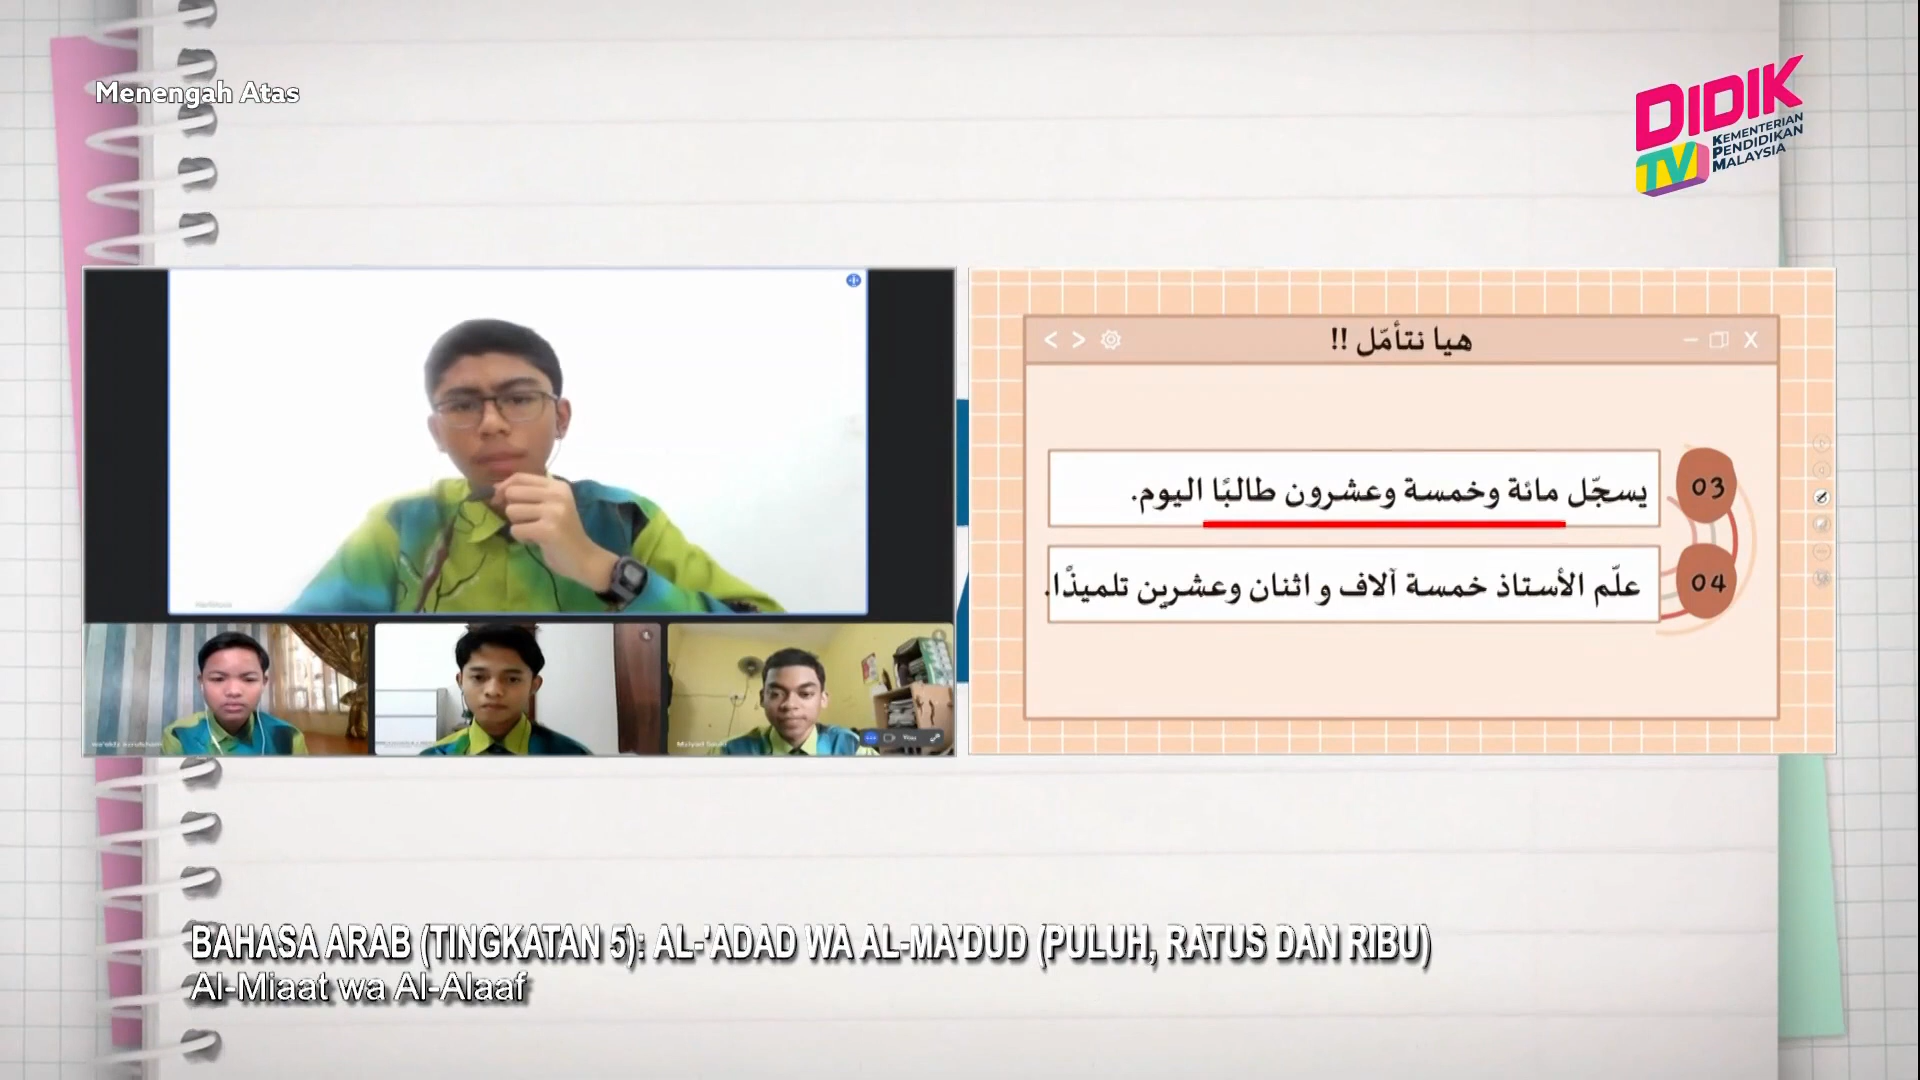 Menengah Atas
DIDIK
TV
KEMENTERIAN
PENDIDIKAN
MALAYSIA
هيا نتأمّل !!
03
يسجّل مائة وخمسة وعشرون طالبًا اليوم.
04
علّم الأستاذ خمسة آلاف و اثنان وعشرين تلميذًا.
You
BAHASA ARAB (TINGKATAN 5): AL-'ADAD WA AL-MA'DUD (PULUH, RATUS DAN RIBU)
Al-Miaat wa Al-Alaaf